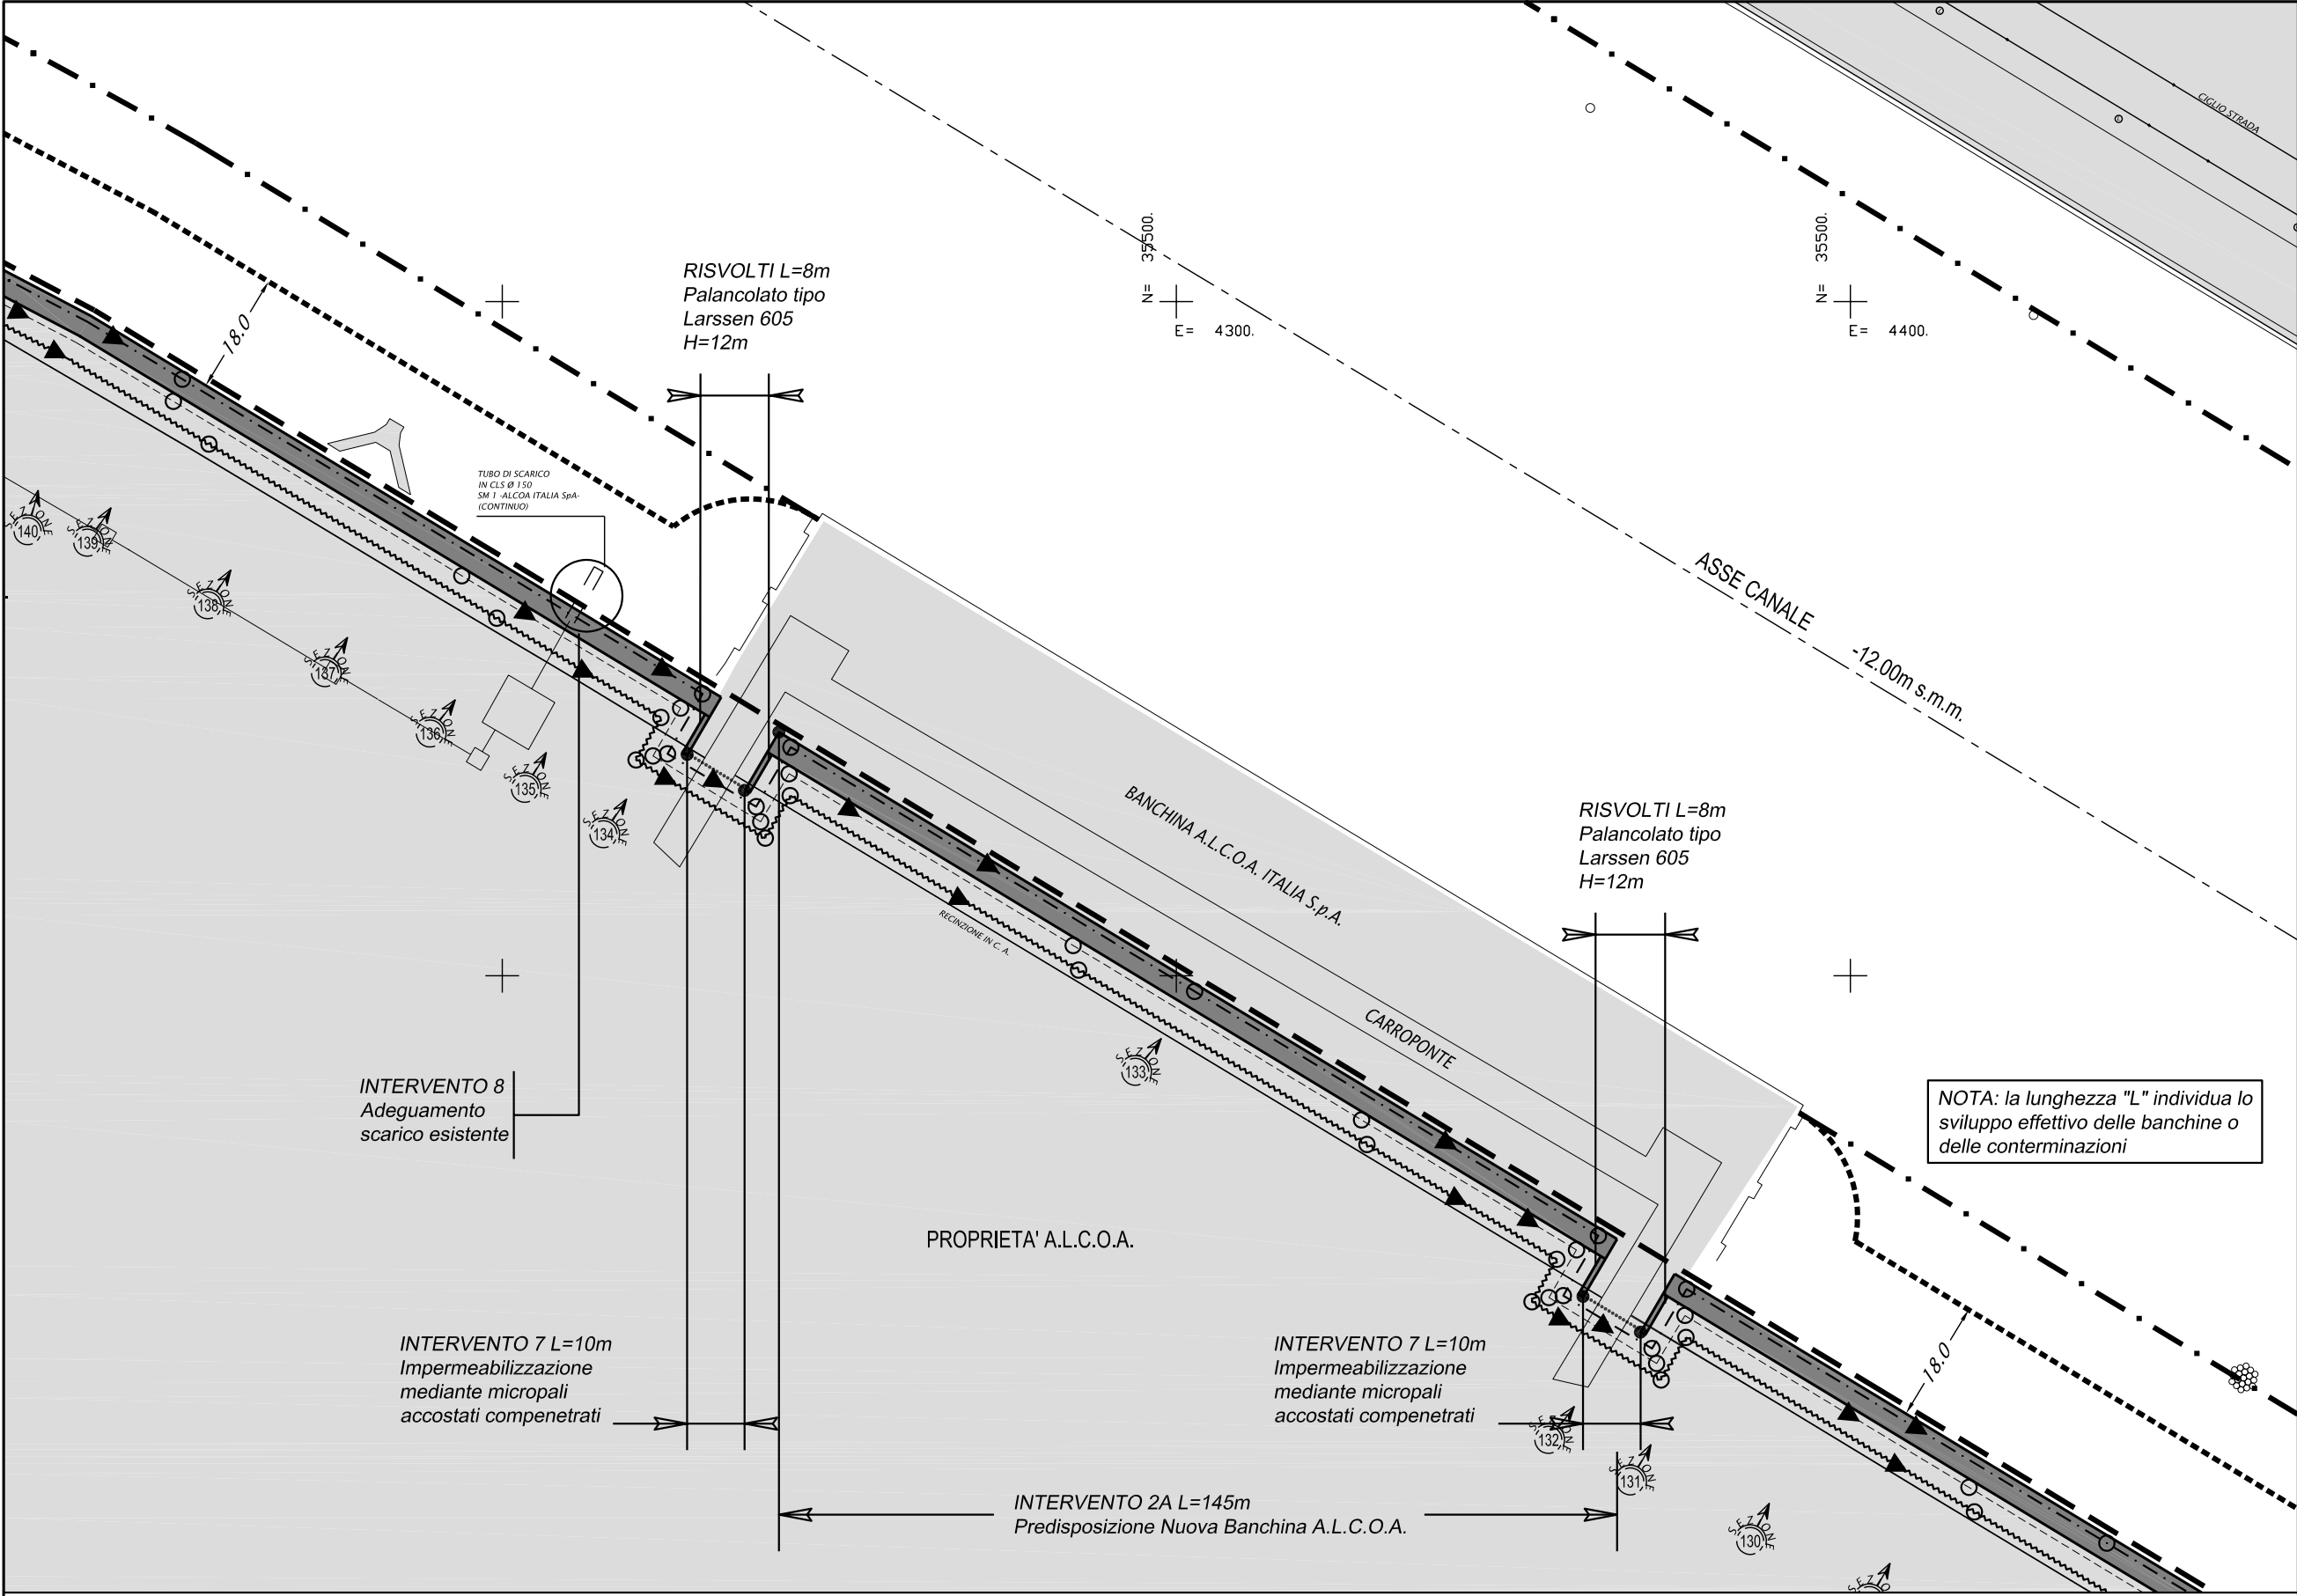 CIGLIO STRADA
N= 35500.
E= 4300.
N= 35500.
E= 4400.
RISVOLTI L=8m
Palancolato tipo
Larssen 605
H=12m
18.0
TUBO DI SCARICO
IN CLS Ø 150
SM 1 -ALCOA ITALIA SpA-
(CONTINUO)
SEZIONE
140
SEZIONE
139
SEZIONE
138
SEZIONE
137
SEZIONE
136
SEZIONE
135
SEZIONE
134
ASSE CANALE
-12.00m s.m.m.
BANCHINA A.L.C.O.A. ITALIA S.p.A.
RISVOLTI L=8m
Palancolato tipo
Larssen 605
H=12m
RECINZIONE IN C. A.
CARROPONTE
SEZIONE
133
INTERVENTO 8
Adeguamento
scarico esistente
NOTA: la lunghezza "L" individua lo
sviluppo effettivo delle banchine o
delle conterminazioni
PROPRIETA' A.L.C.O.A.
INTERVENTO 7 L=10m
Impermeabilizzazione
mediante micropali
accostati compenetrati
INTERVENTO 7 L=10m
Impermeabilizzazione
mediante micropali
accostati compenetrati
18.0
SEZIONE
132
SEZIONE
131
INTERVENTO 2A L=145m
Predisposizione Nuova Banchina A.L.C.O.A.
SEZIONE
130